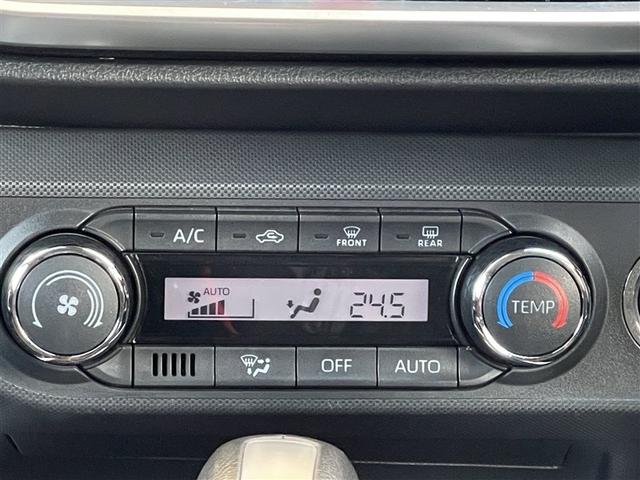 A/C
FRONT
REAR
AUTO
24.5
TEMP
OFF
AUTO